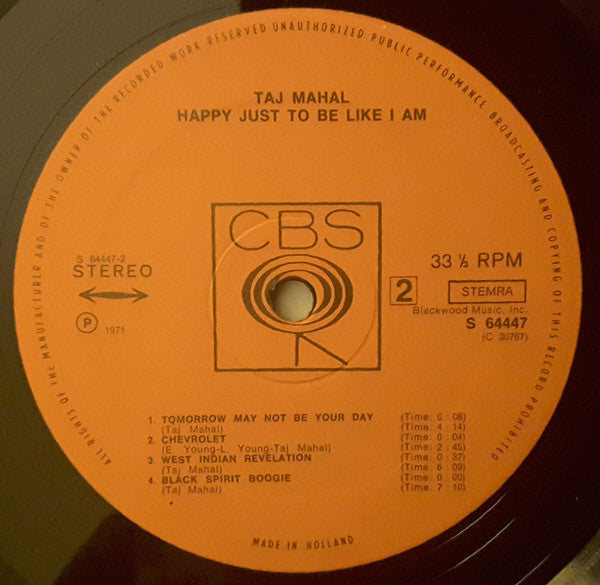 ALL RIGHTS OF THE MANUFACTURER AND OF THE OWNER OF THE RECORDED WORK RESERVED UNAUTHORIZED PUBLIC PERFORMANCE BROADCASTING AND COPYING OF THIS RECORD PROHIBITED
TAJ MAHAL
HAPPY JUST TO BE LIKE I AM
CBS
S 64447-2
STEREO
P 1971
2
33 ⅓ RPM
STEMRA
Blackwood Music, Inc.
S 64447
(C 30767)
1. TOMORROW MAY NOT BE YOUR DAY (Time: 0 : 08)
(Taj Mahal) (Time: 4 : 14)
2. CHEVROLET (Time: 0 : 04)
(E. Young-L. Young-Taj Mahal) (Time: 2 : 45)
3. WEST INDIAN REVELATION (Time: 0 : 37)
(Taj Mahal) (Time: 6 : 09)
4. BLACK SPIRIT BOOGIE (Time: 0 : 00)
(Taj Mahal) (Time: 7 : 10)
MADE IN HOLLAND